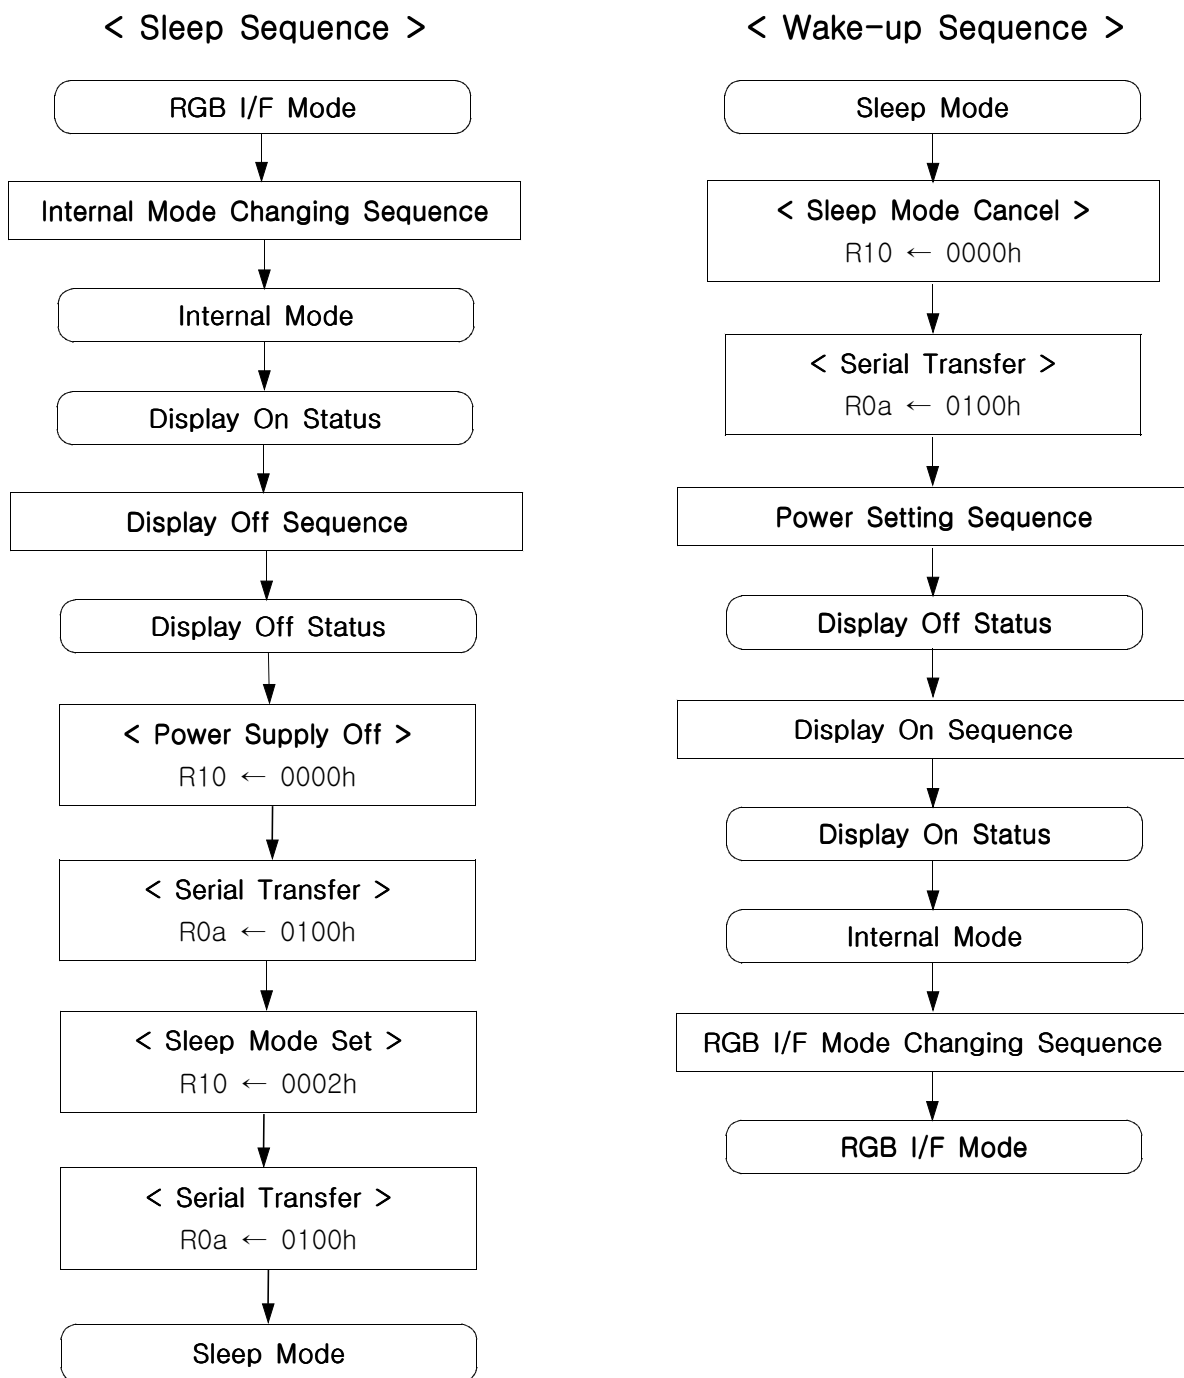 < Sleep Sequence >
RGB I/F Mode
Internal Mode Changing Sequence
Internal Mode
Display On Status
Display Off Sequence
Display Off Status
< Power Supply Off >
R10 ← 0000h
< Serial Transfer >
R0a ← 0100h
< Sleep Mode Set >
R10 ← 0002h
< Serial Transfer >
R0a ← 0100h
Sleep Mode
< Wake-up Sequence >
Sleep Mode
< Sleep Mode Cancel >
R10 ← 0000h
< Serial Transfer >
R0a ← 0100h
Power Setting Sequence
Display Off Status
Display On Sequence
Display On Status
Internal Mode
RGB I/F Mode Changing Sequence
RGB I/F Mode